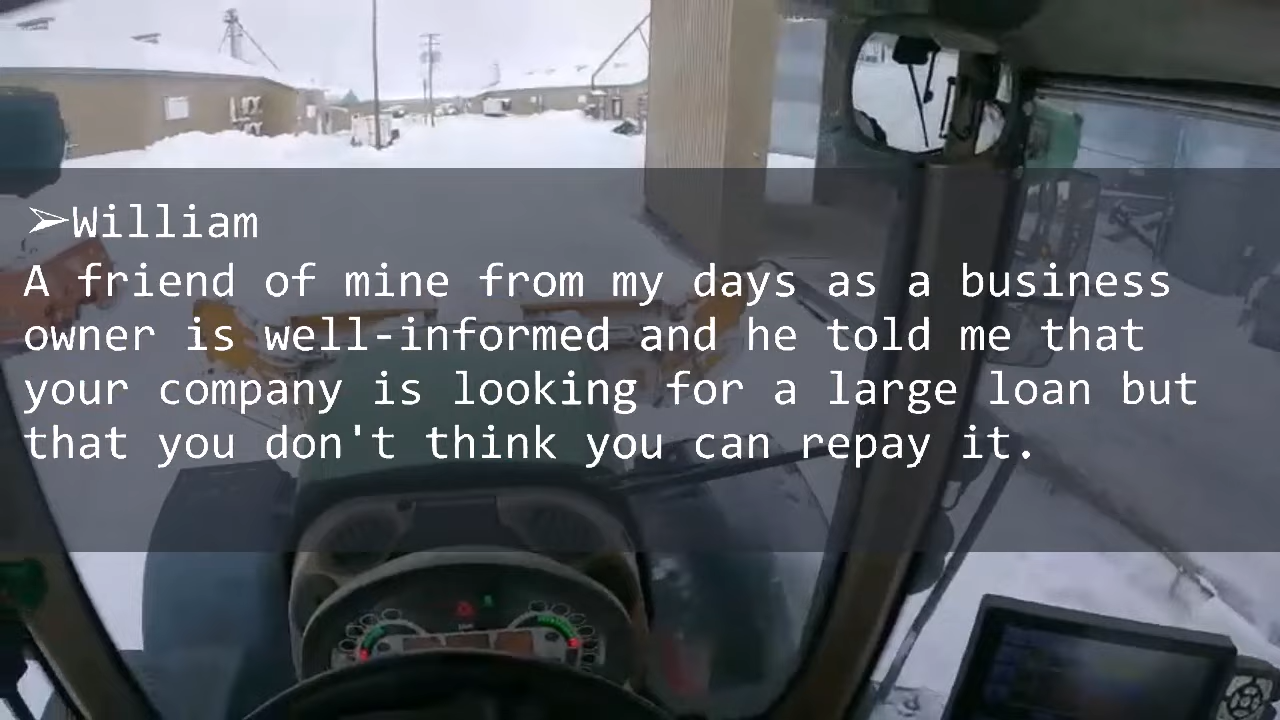 ➢William
A friend of mine from my days as a business
owner is well-informed and he told me that
your company is looking for a large loan but
that you don't think you can repay it.